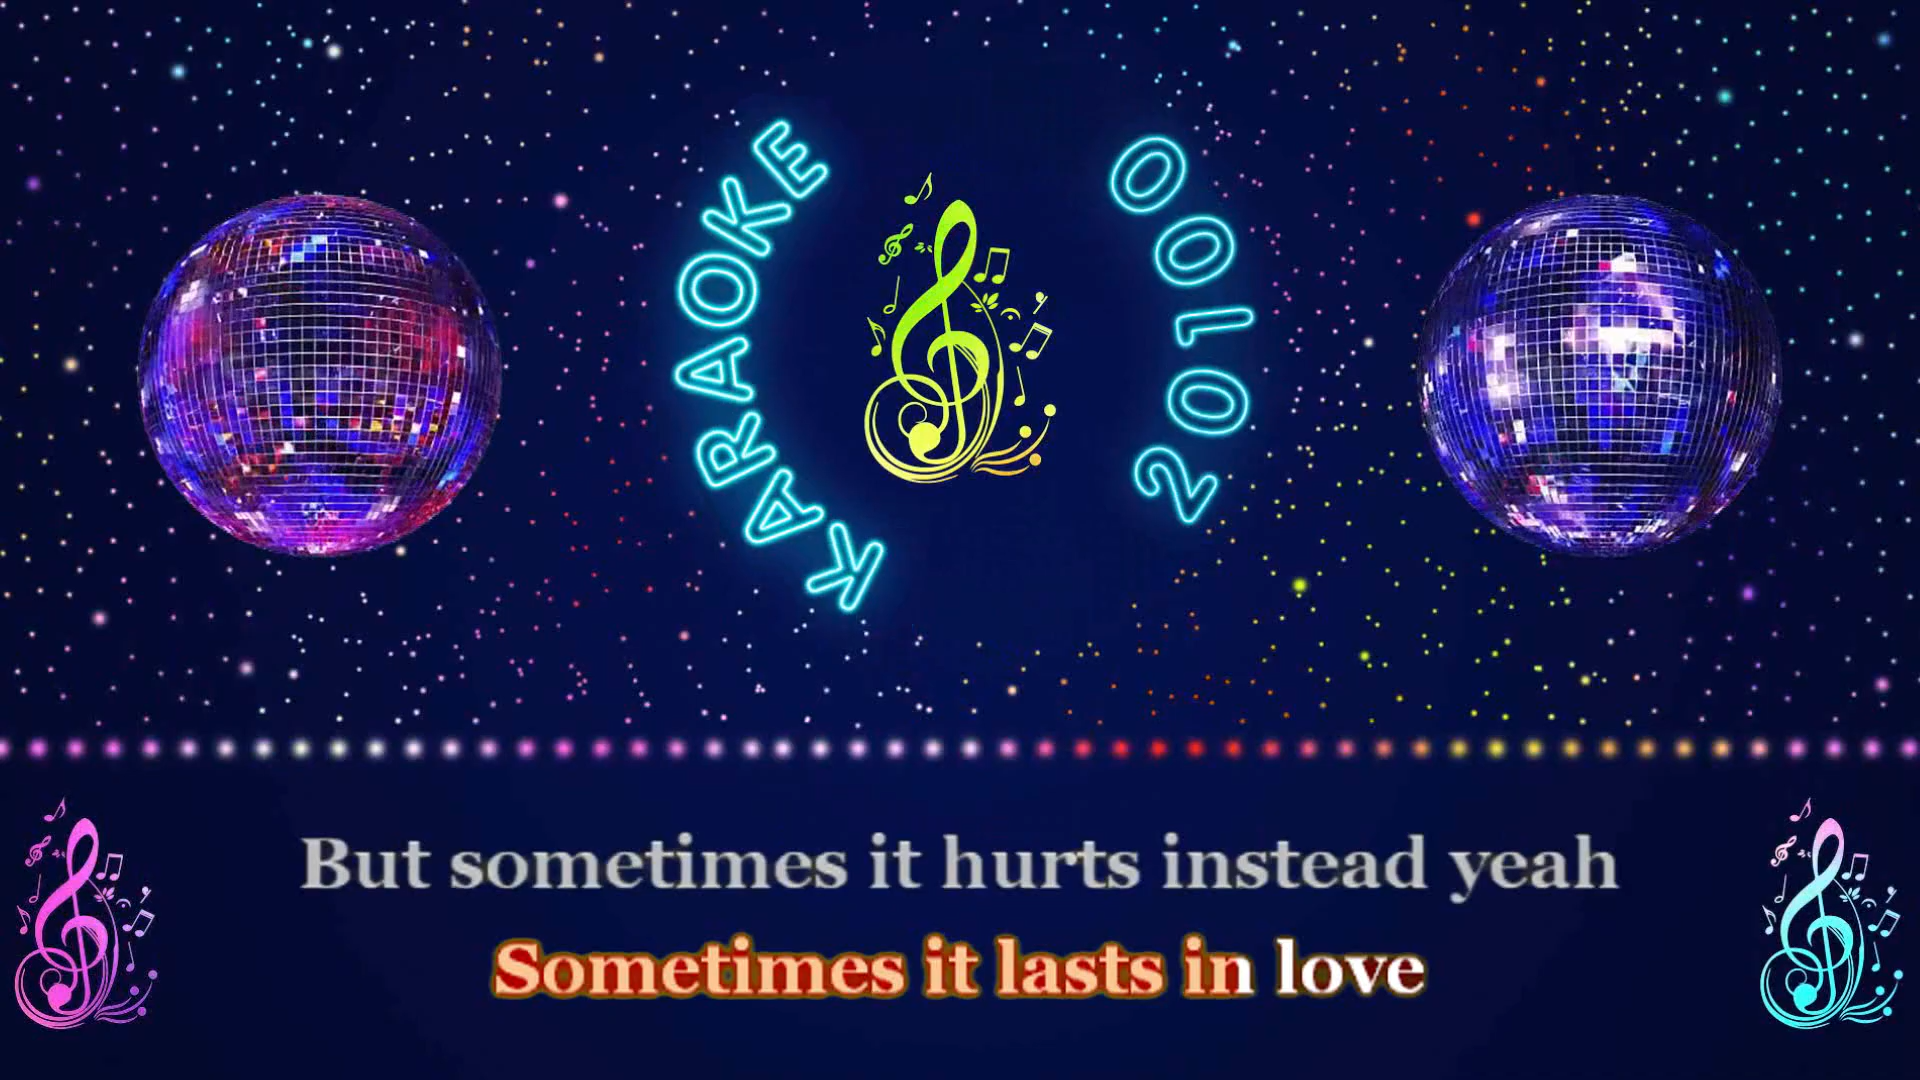 KARAOKE
20100
But sometimes it hurts instead yeah
Sometimes it lasts in love